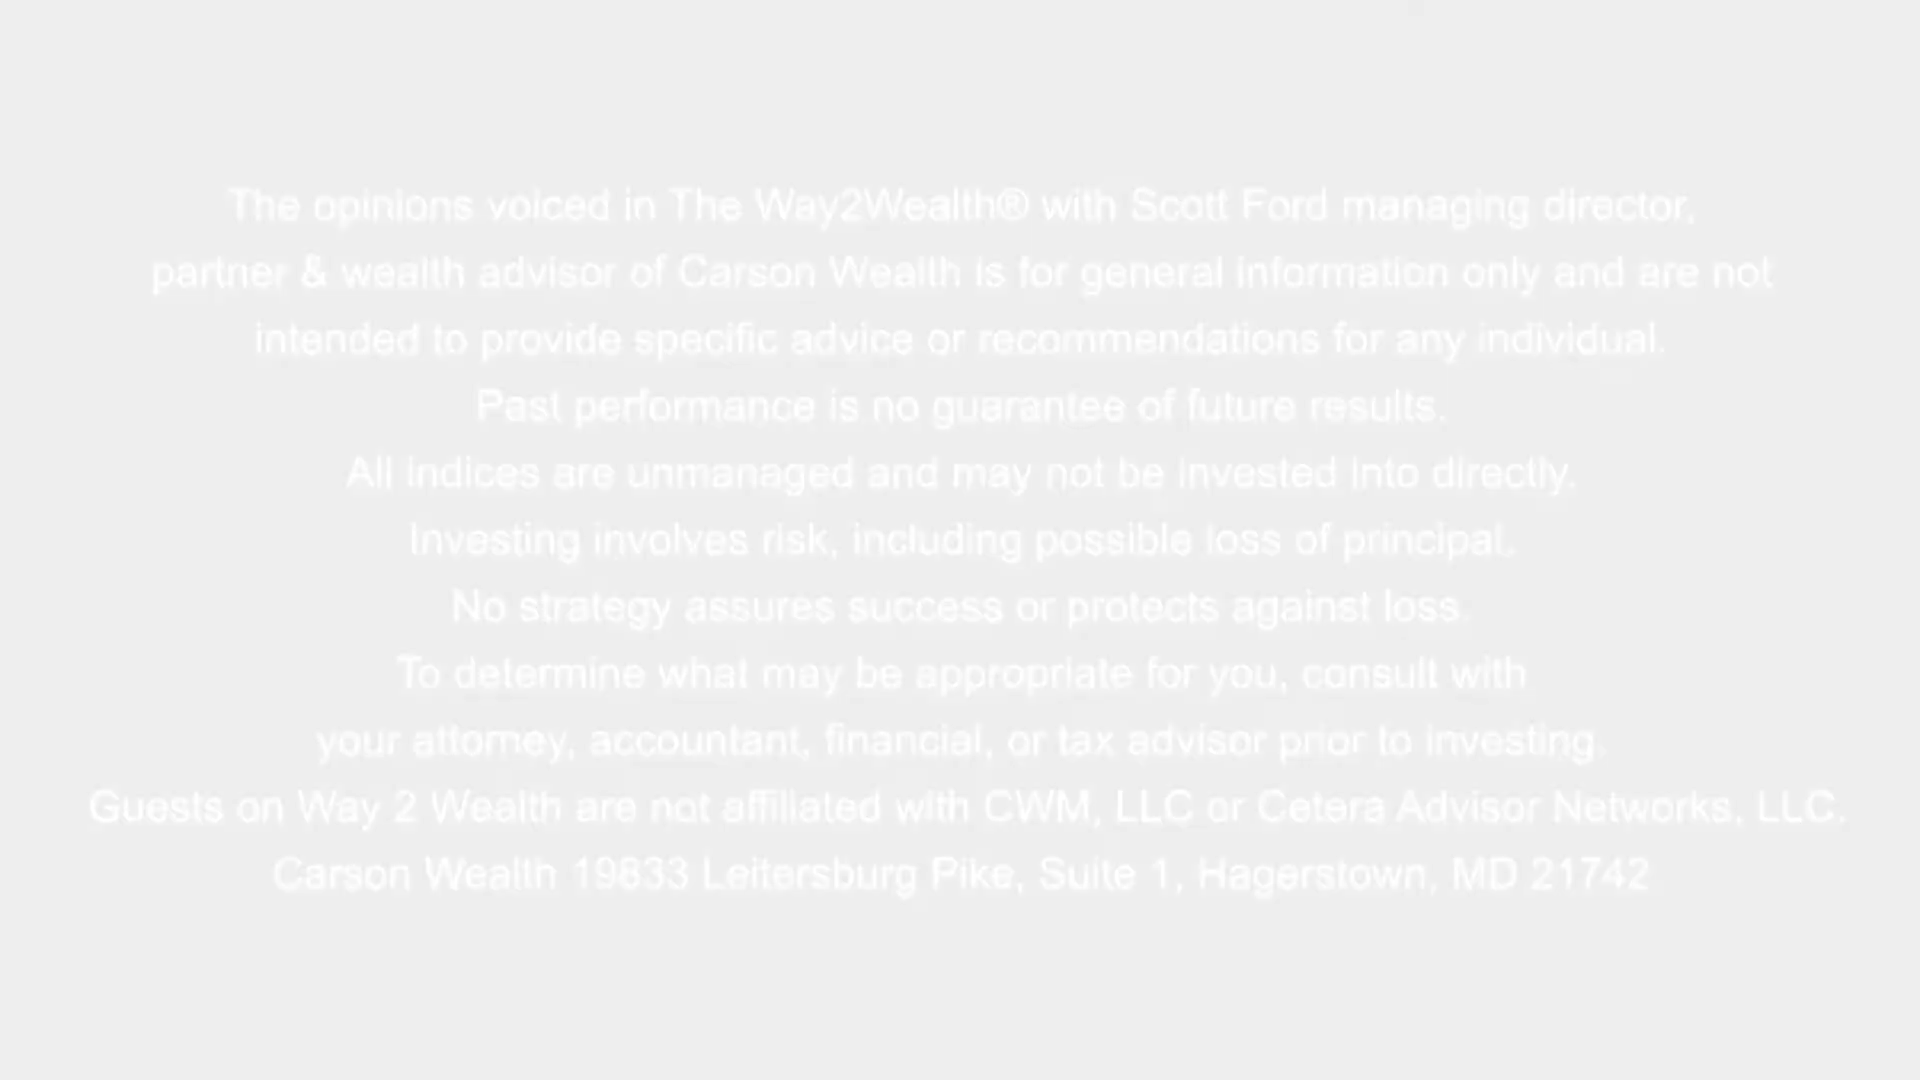 The opinions voiced in The Way2Wealth® with Scott Ford managing director,
partner & wealth advisor of Carson Wealth is for general information only and are not
intended to provide specific advice or recommendations for any individual.
Past performance is no guarantee of future results.
All indices are unmanaged and may not be invested into directly.
Investing involves risk, including possible loss of principal.
No strategy assures success or protects against loss.
To determine what may be appropriate for you, consult with
your attorney, accountant, financial, or tax advisor prior to investing.
Guests on Way 2 Wealth are not affiliated with CWM, LLC or Cetera Advisor Networks, LLC.
Carson Wealth 19833 Leitersburg Pike, Suite 1, Hagerstown, MD 21742